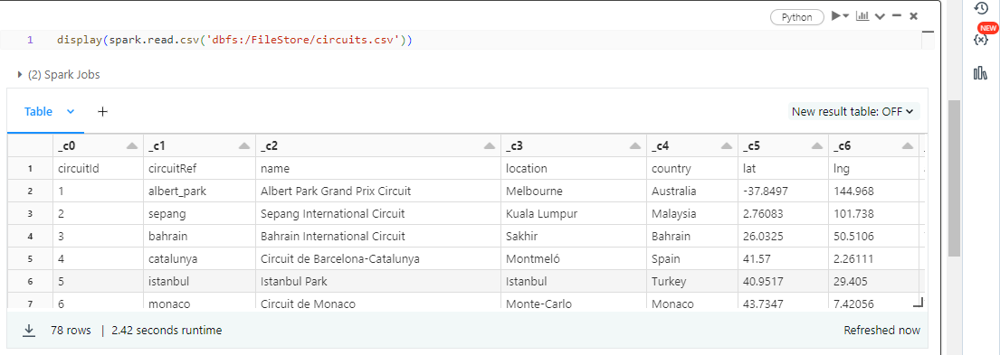 Python
NEW
1 display(spark.read.csv('dbfs:/FileStore/circuits.csv'))
(2) Spark Jobs
Table + New result table: OFF
_c0 _c1 _c2 _c3 _c4 _c5 _c6
1 circuitId circuitRef name location country lat lng
2 1 albert_park Albert Park Grand Prix Circuit Melbourne Australia -37.8497 144.968
3 2 sepang Sepang International Circuit Kuala Lumpur Malaysia 2.76083 101.738
4 3 bahrain Bahrain International Circuit Sakhir Bahrain 26.0325 50.5106
5 4 catalunya Circuit de Barcelona-Catalunya Montmeló Spain 41.57 2.26111
6 5 istanbul Istanbul Park Istanbul Turkey 40.9517 29.405
7 6 monaco Circuit de Monaco Monte-Carlo Monaco 43.7347 7.42056
78 rows | 2.42 seconds runtime Refreshed now